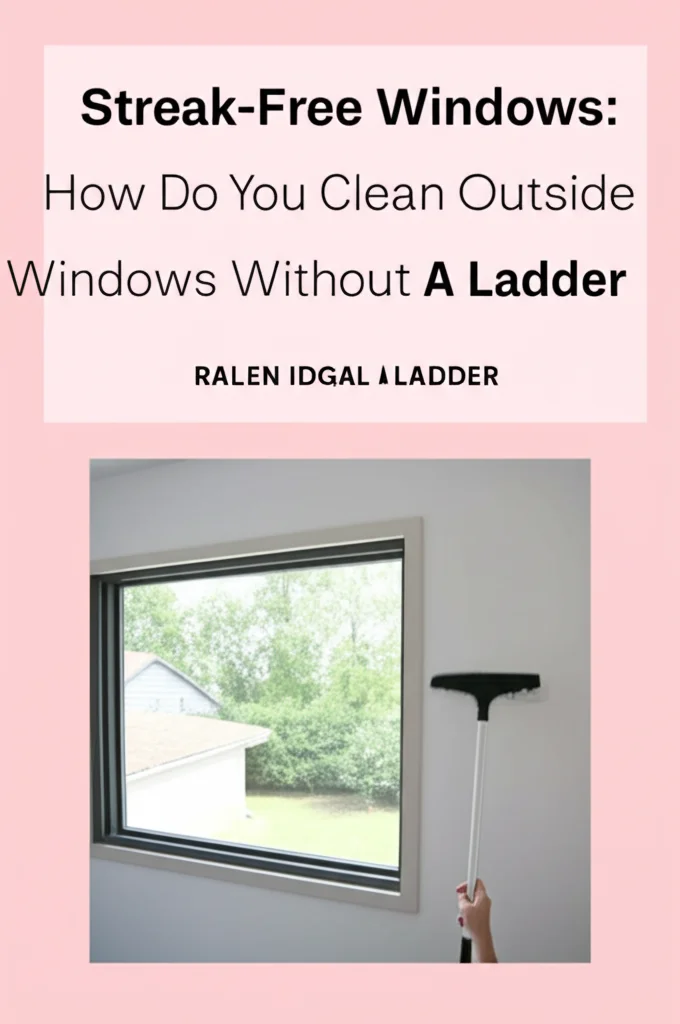 Streak-Free Windows:
How Do You Clean Outside
Windows Without A Ladder
RALEN IDGAL LADDER